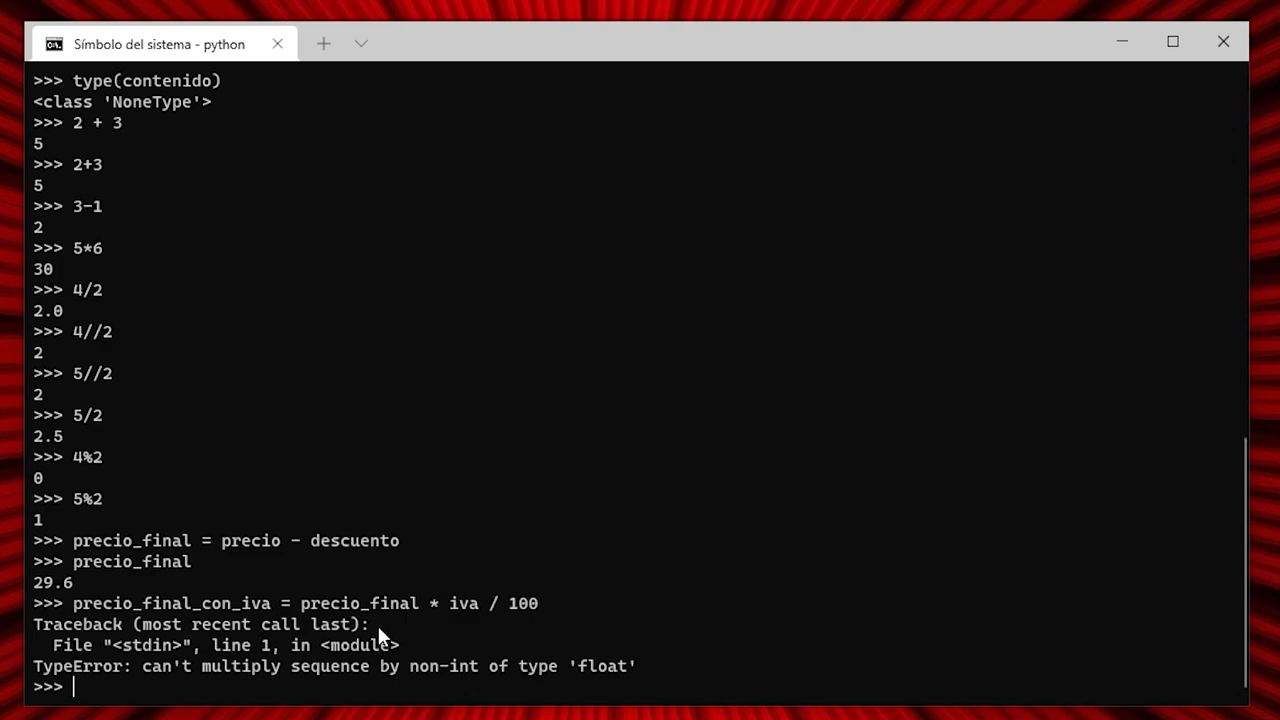 Símbolo del sistema - python
>>> type(contenido)
<class 'NoneType'>
>>> 2 + 3
5
>>> 2+3
5
>>> 3-1
2
>>> 5*6
30
>>> 4/2
2.0
>>> 4//2
2
>>> 5//2
2
>>> 5/2
2.5
>>> 4%2
0
>>> 5%2
1
>>> precio_final = precio - descuento
>>> precio_final
29.6
>>> precio_final_con_iva = precio_final * iva / 100
Traceback (most recent call last):
  File "<stdin>", line 1, in <module>
TypeError: can't multiply sequence by non-int of type 'float'
>>>